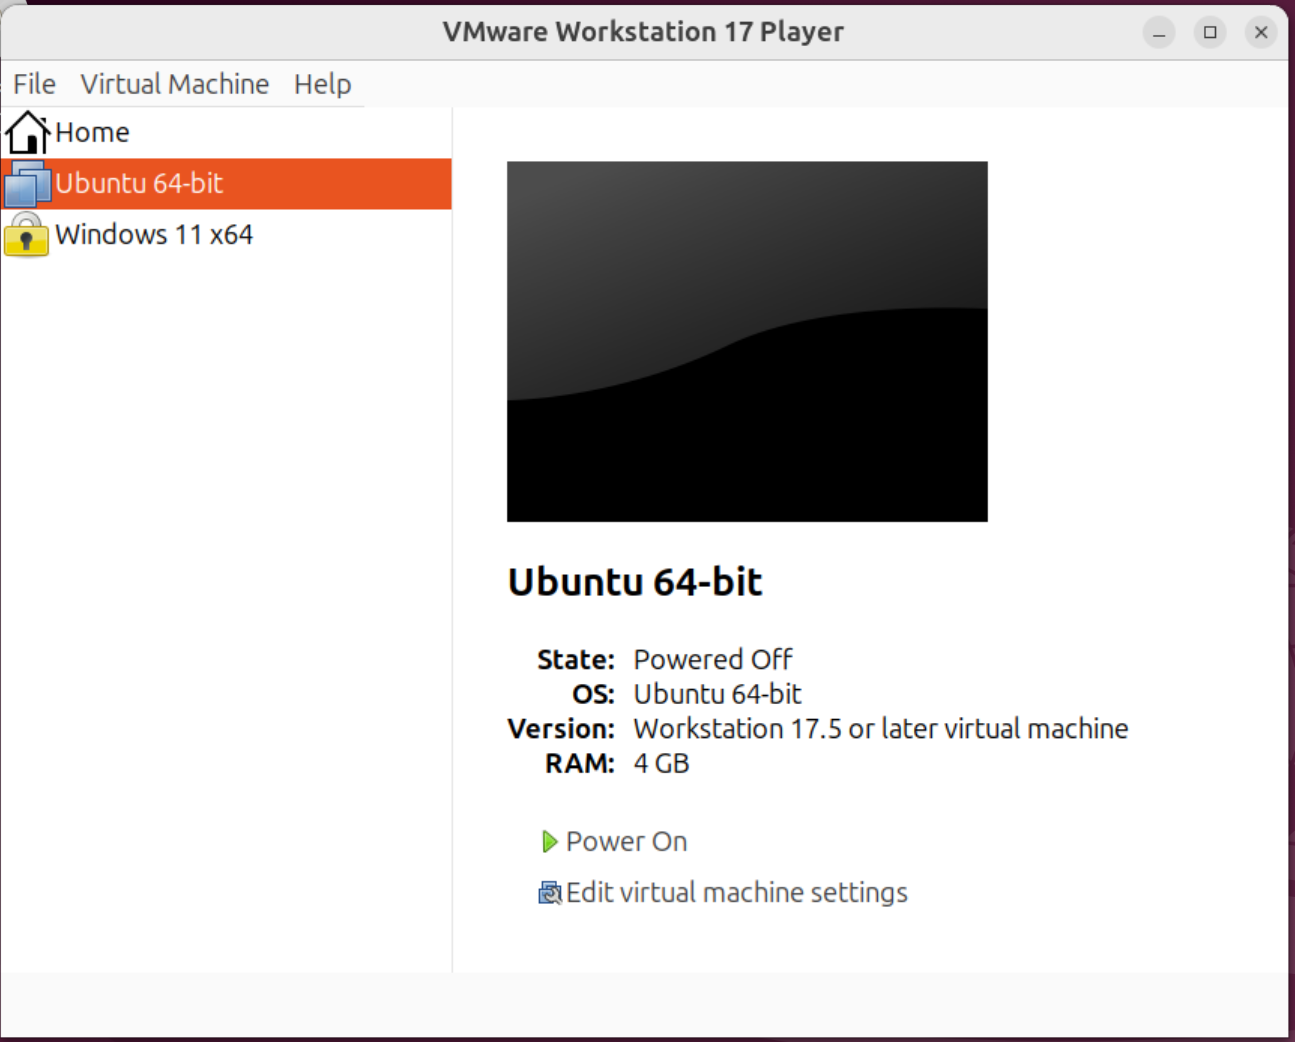 VMware Workstation 17 Player
File Virtual Machine Help
Home
Ubuntu 64-bit
Windows 11 x64
Ubuntu 64-bit
State: Powered Off
OS: Ubuntu 64-bit
Version: Workstation 17.5 or later virtual machine
RAM: 4 GB
Power On
Edit virtual machine settings